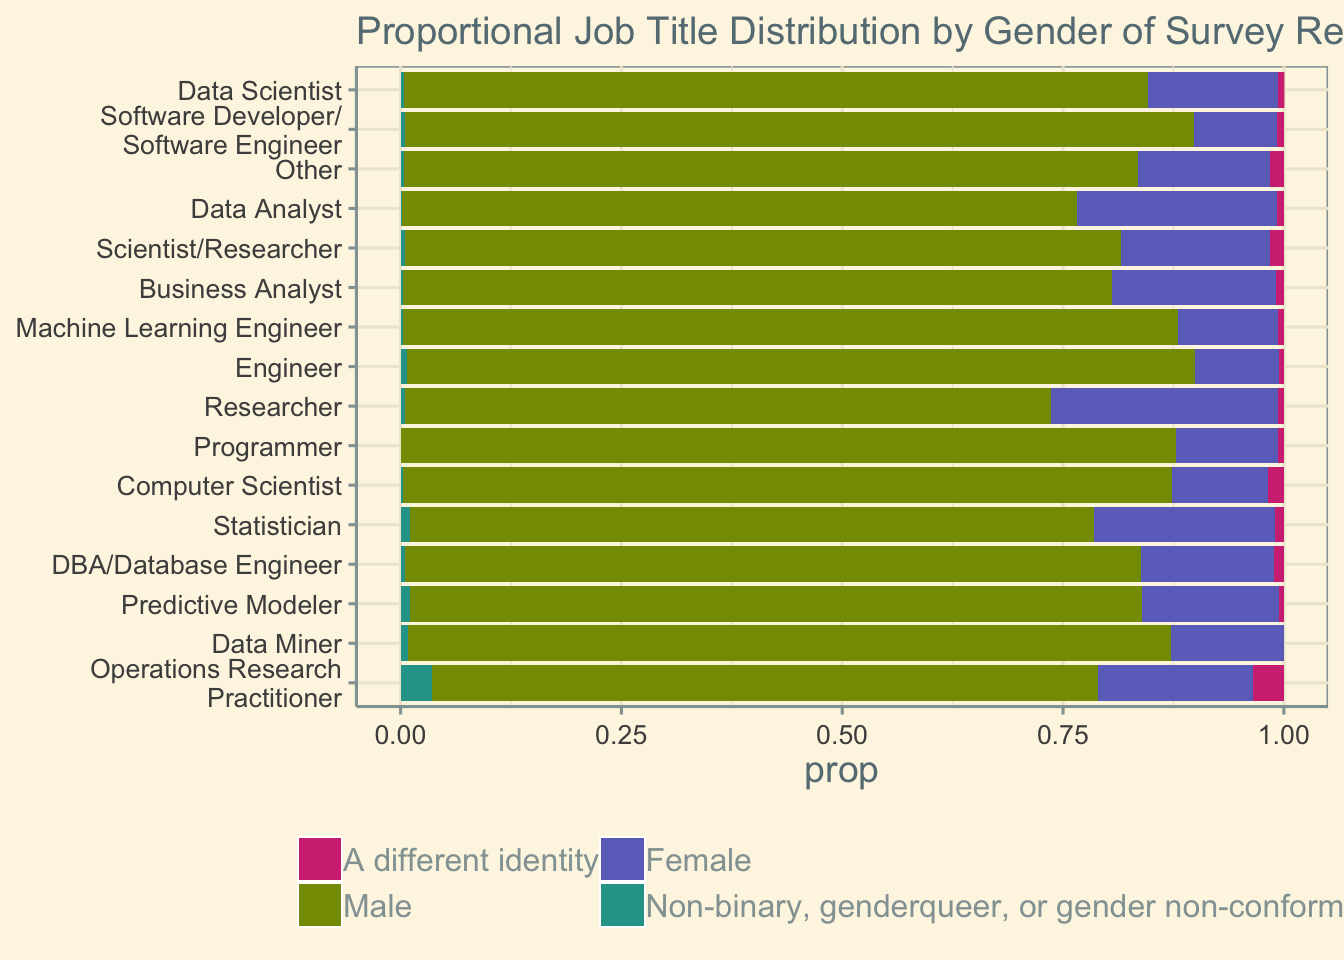 Proportional Job Title Distribution by Gender of Survey Re
Data Scientist
Software Developer/
Software Engineer
Other
Data Analyst
Scientist/Researcher
Business Analyst
Machine Learning Engineer
Engineer
Researcher
Programmer
Computer Scientist
Statistician
DBA/Database Engineer
Predictive Modeler
Data Miner
Operations Research
Practitioner
0.00 0.25 0.50 0.75 1.00
prop
A different identity Female
Male Non-binary, genderqueer, or gender non-conform